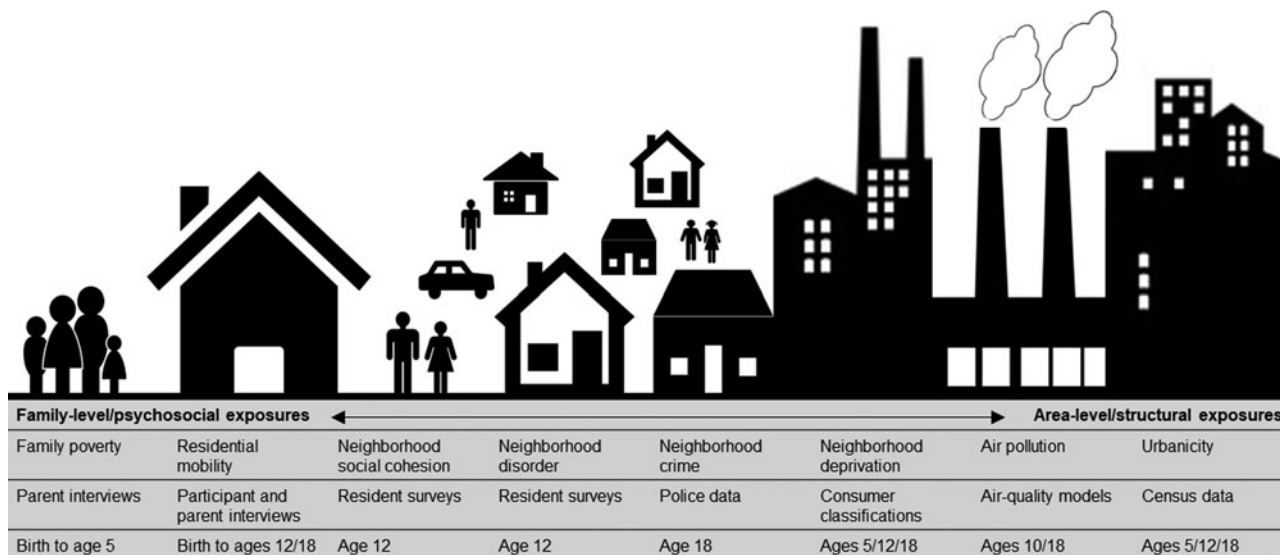 Family-level/psychosocial exposures Area-level/structural exposures
Family poverty Residential mobility Neighborhood social cohesion Neighborhood disorder Neighborhood crime Neighborhood deprivation Air pollution Urbanicity
Parent interviews Participant and parent interviews Resident surveys Resident surveys Police data Consumer classifications Air-quality models Census data
Birth to age 5 Birth to ages 12/18 Age 12 Age 12 Age 18 Ages 5/12/18 Ages 10/18 Ages 5/12/18